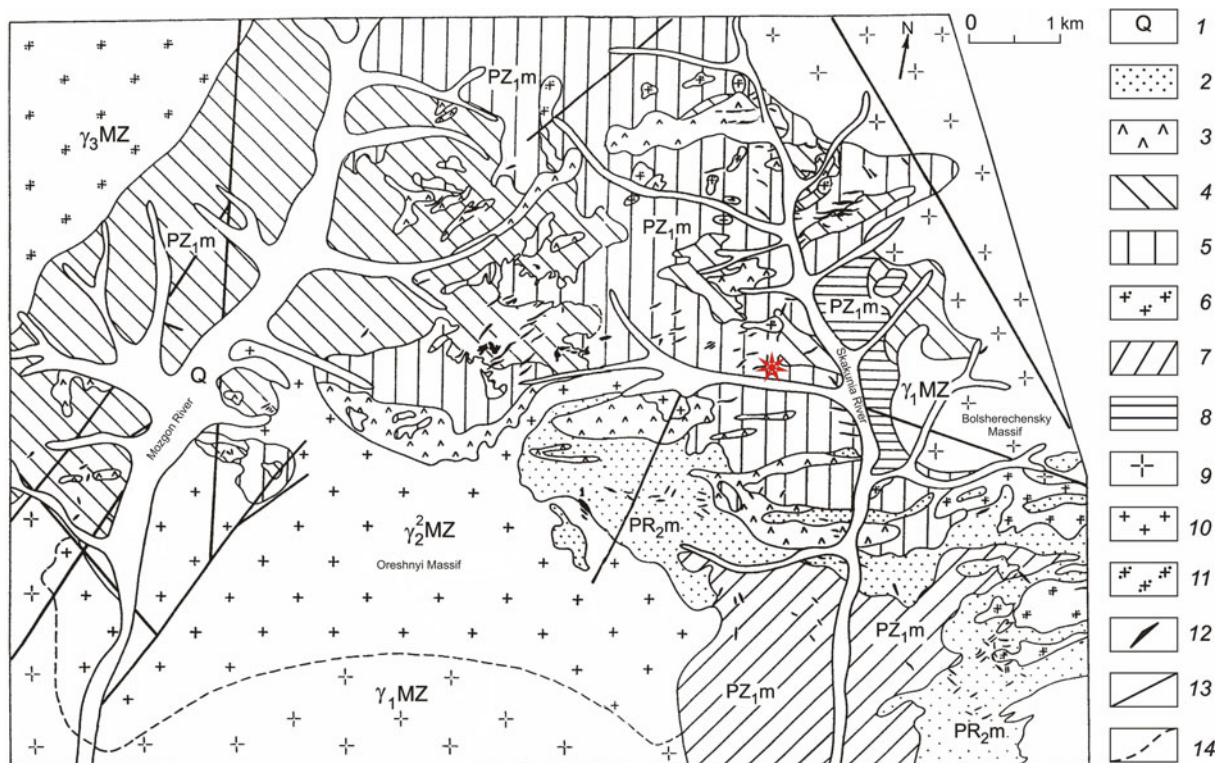 0 1 km
N
Q 1
2
3
4
5
6
7
8
9
10
11
12
13
14
γ₃MZ
PZ₁m
PZ₁m
PZ₁m
PZ₁m
Q
Mozgon River
Skakunia River
γ₁MZ
Bolsherechensky
Massif
γ₂²MZ
Oreshnyi Massif
PR₂m
PZ₁m
PZ₁m
γ₁MZ
PR₂m